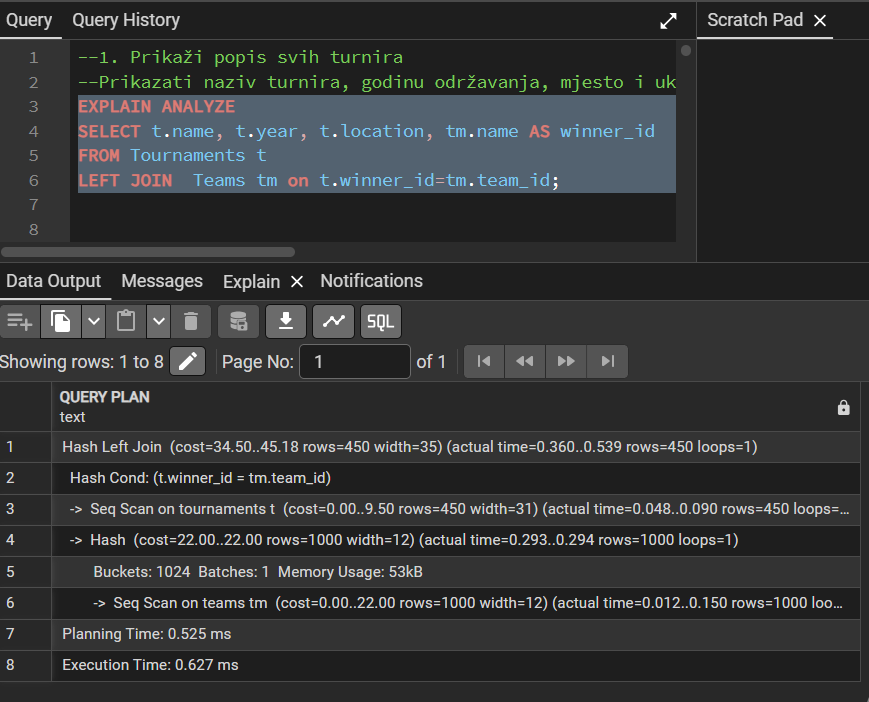 Query Query History Scratch Pad
1 --1. Prikaži popis svih turnira
2 --Prikazati naziv turnira, godinu održavanja, mjesto i uk
3 EXPLAIN ANALYZE
4 SELECT t.name, t.year, t.location, tm.name AS winner_id
5 FROM Tournaments t
6 LEFT JOIN  Teams tm on t.winner_id=tm.team_id;
7
8
Data Output Messages Explain Notifications
SQL
Showing rows: 1 to 8 Page No: 1 of 1
QUERY PLAN
text
1 Hash Left Join (cost=34.50..45.18 rows=450 width=35) (actual time=0.360..0.539 rows=450 loops=1)
2 Hash Cond: (t.winner_id = tm.team_id)
3 -> Seq Scan on tournaments t (cost=0.00..9.50 rows=450 width=31) (actual time=0.048..0.090 rows=450 loops=...
4 -> Hash (cost=22.00..22.00 rows=1000 width=12) (actual time=0.293..0.294 rows=1000 loops=1)
5 Buckets: 1024 Batches: 1 Memory Usage: 53kB
6 -> Seq Scan on teams tm (cost=0.00..22.00 rows=1000 width=12) (actual time=0.012..0.150 rows=1000 loo...
7 Planning Time: 0.525 ms
8 Execution Time: 0.627 ms